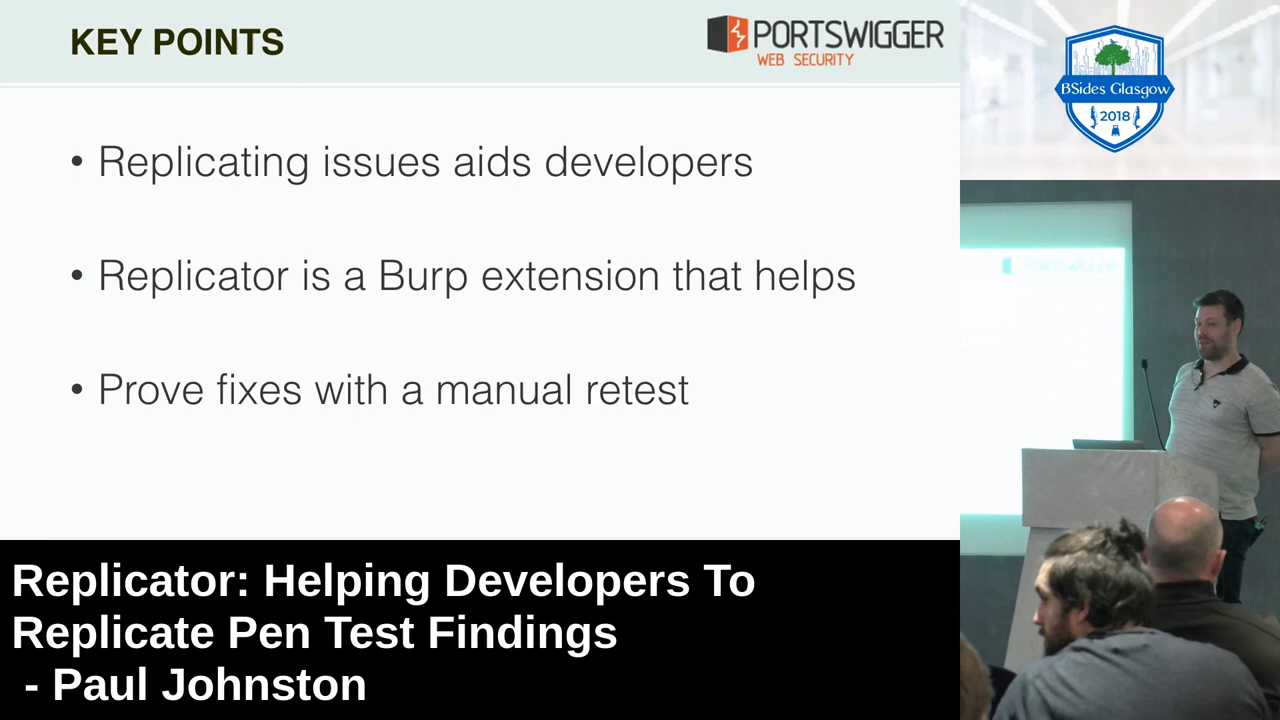 KEY POINTS
PORTSWIGGER
WEB SECURITY
• Replicating issues aids developers
• Replicator is a Burp extension that helps
• Prove fixes with a manual retest
BSides Glasgow
2018
PORTSWIGGER
Replicator: Helping Developers To
Replicate Pen Test Findings
- Paul Johnston